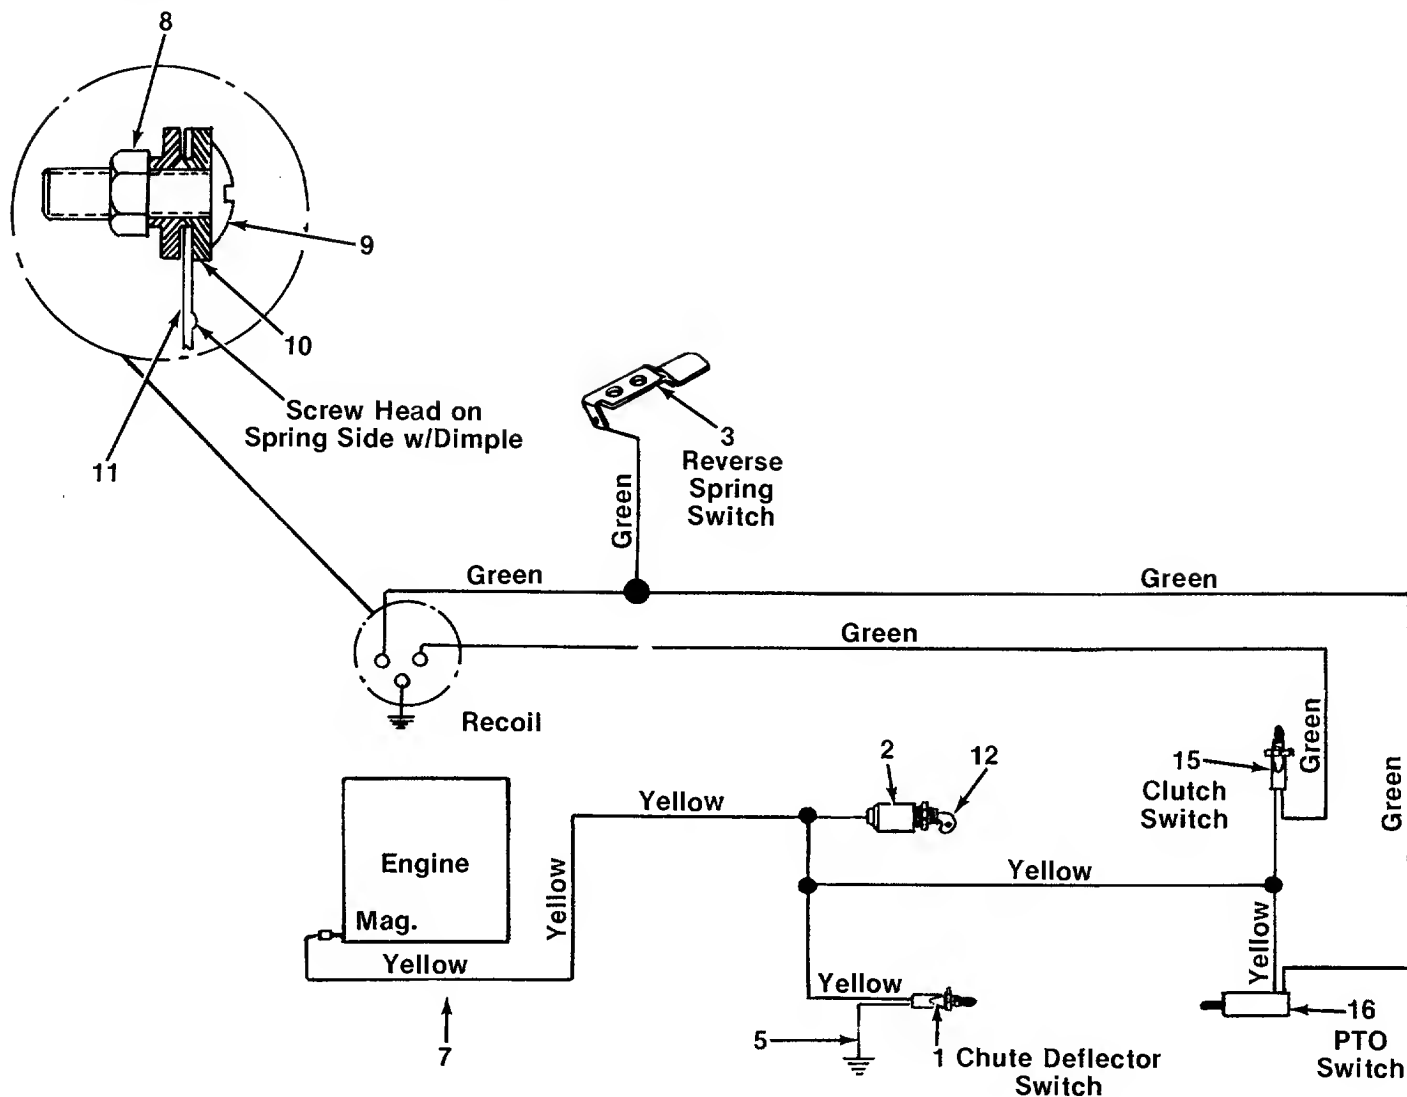 8
9
10
Screw Head on
Spring Side w/Dimple
11
3
Reverse
Spring
Switch
Green
Green
Green
Green
Recoil
Green
Green
2
12
15
Clutch
Switch
Yellow
Engine
Mag.
Yellow
Yellow
Yellow
Yellow
Yellow
7
5
1 Chute Deflector
Switch
16
PTO
Switch